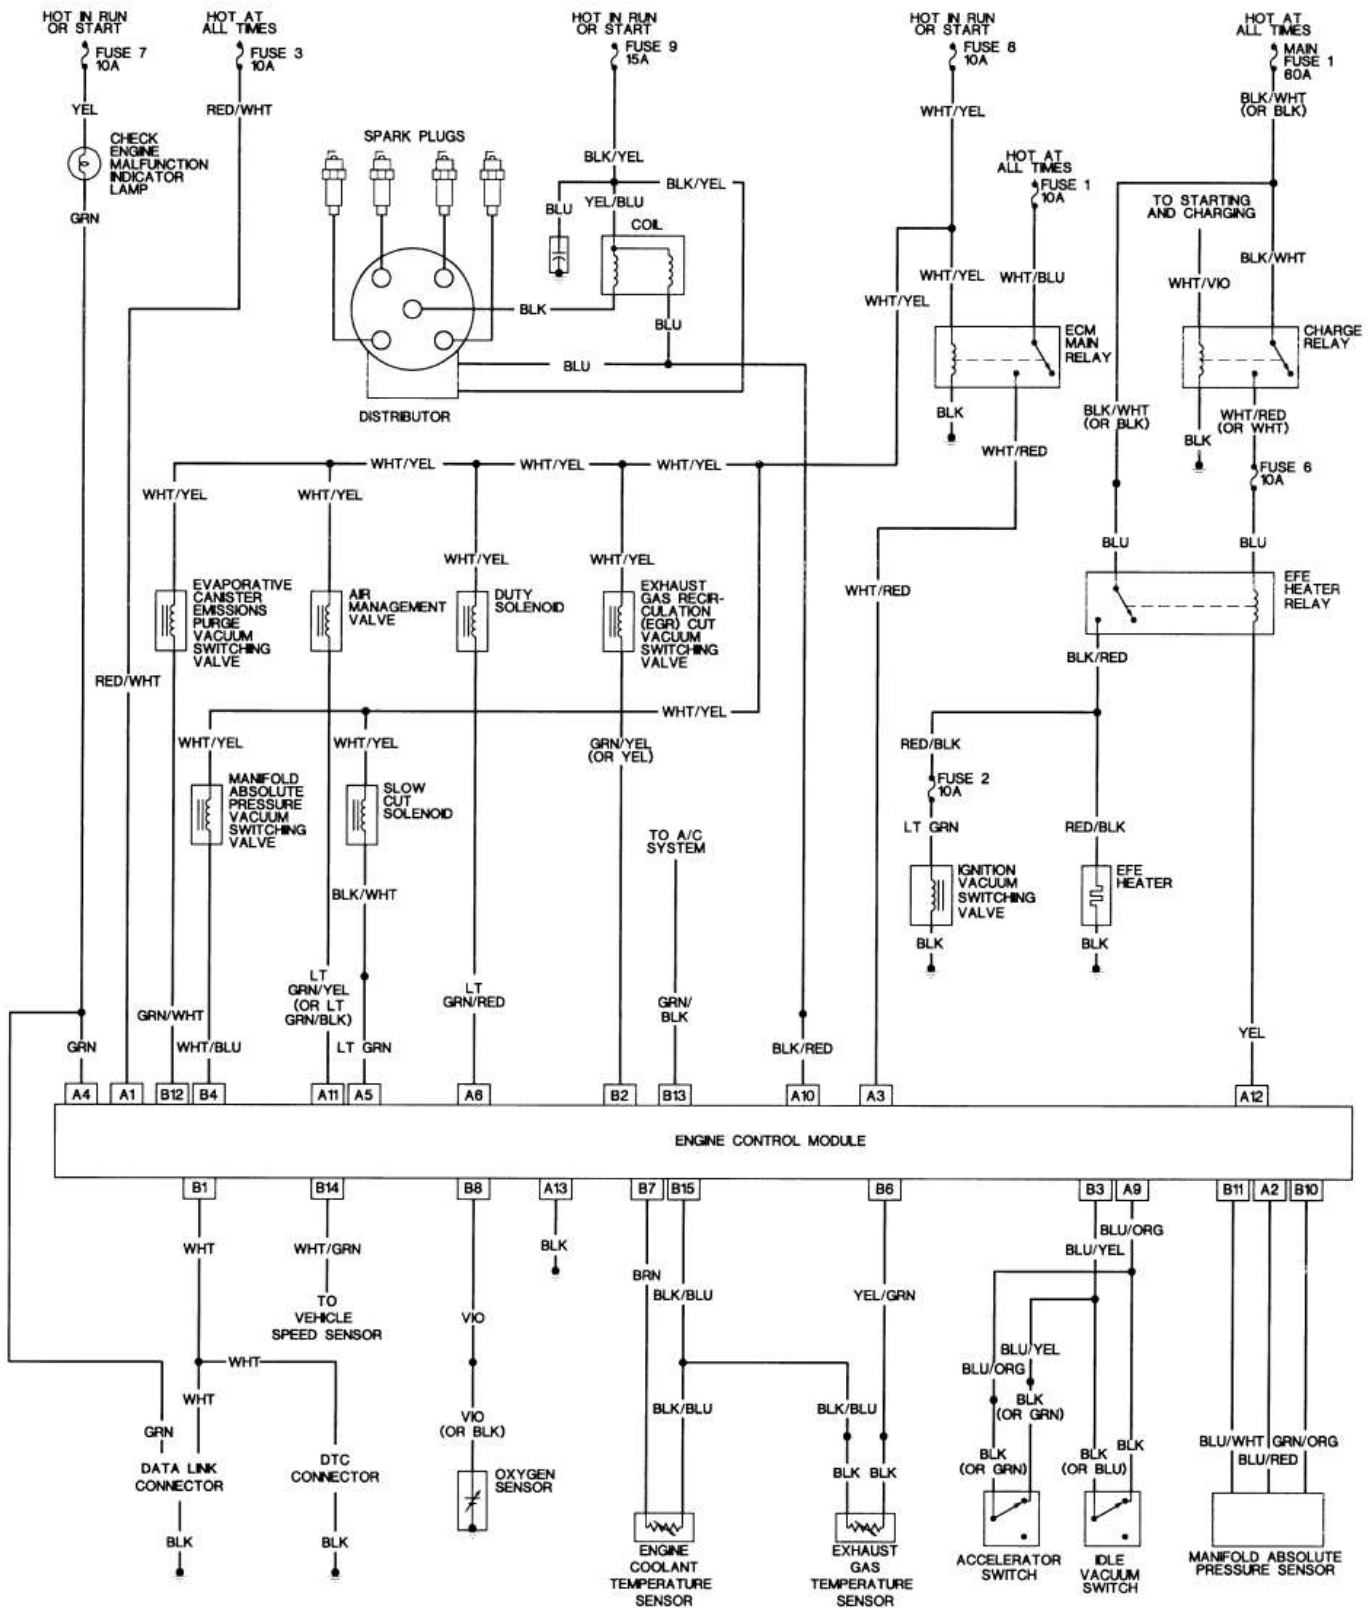 HOT IN RUN
OR START
FUSE 7
10A
HOT AT
ALL TIMES
FUSE 3
10A
HOT IN RUN
OR START
FUSE 9
15A
HOT IN RUN
OR START
FUSE 8
10A
HOT AT
ALL TIMES
MAIN
FUSE 1
60A
YEL
RED/WHT
WHT/YEL
BLK/WHT
(OR BLK)
CHECK
ENGINE
MALFUNCTION
INDICATOR
LAMP
SPARK PLUGS
BLK/YEL
BLK/YEL
HOT AT
ALL TIMES
FUSE 1
10A
GRN
BLU
YEL/BLU
COIL
TO STARTING
AND CHARGING
WHT/YEL
WHT/YEL
WHT/BLU
WHT/VIO
BLK/WHT
BLK
BLU
ECM
MAIN
RELAY
CHARGE
RELAY
BLU
DISTRIBUTOR
BLK
WHT/RED
BLK/WHT
(OR BLK)
BLK
WHT/RED
(OR WHT)
FUSE 6
10A
WHT/YEL
WHT/YEL
WHT/YEL
WHT/YEL
WHT/YEL
WHT/YEL
WHT/YEL
BLU
BLU
EVAPORATIVE
CANISTER
EMISSIONS
PURGE
VACUUM
SWITCHING
VALVE
AIR
MANAGEMENT
VALVE
DUTY
SOLENOID
EXHAUST
GAS RECIR-
CULATION
(EGR) CUT
VACUUM
SWITCHING
VALVE
WHT/RED
EFE
HEATER
RELAY
BLK/RED
RED/WHT
WHT/YEL
WHT/YEL
WHT/YEL
GRN/YEL
(OR YEL)
RED/BLK
FUSE 2
10A
MANIFOLD
ABSOLUTE
PRESSURE
VACUUM
SWITCHING
VALVE
SLOW
CUT
SOLENOID
TO A/C
SYSTEM
LT GRN
RED/BLK
BLK/WHT
IGNITION
VACUUM
SWITCHING
VALVE
EFE
HEATER
BLK
BLK
LT
GRN/YEL
(OR LT
GRN/BLK)
LT
GRN/RED
GRN/
BLK
GRN/WHT
GRN
WHT/BLU
LT GRN
BLK/RED
YEL
A4
A1
B12
B4
A11
A5
A6
B2
B13
A10
A3
A12
ENGINE CONTROL MODULE
B1
B14
B8
A13
B7
B15
B6
B3
A9
B11
A2
B10
WHT
WHT/GRN
TO
VEHICLE
SPEED SENSOR
VIO
BLK
BRN
BLK/BLU
YEL/GRN
BLU/ORG
BLU/YEL
WHT
WHT
BLU/YEL
BLU/ORG
GRN
VIO
(OR BLK)
BLK/BLU
BLK/BLU
BLK
(OR GRN)
BLK
(OR GRN)
BLK
(OR BLU)
BLK
BLU/WHT
GRN/ORG
BLU/RED
DATA LINK
CONNECTOR
DTC
CONNECTOR
OXYGEN
SENSOR
BLK
BLK
BLK
BLK
ENGINE
COOLANT
TEMPERATURE
SENSOR
EXHAUST
GAS
TEMPERATURE
SENSOR
ACCELERATOR
SWITCH
IDLE
VACUUM
SWITCH
MANIFOLD ABSOLUTE
PRESSURE SENSOR